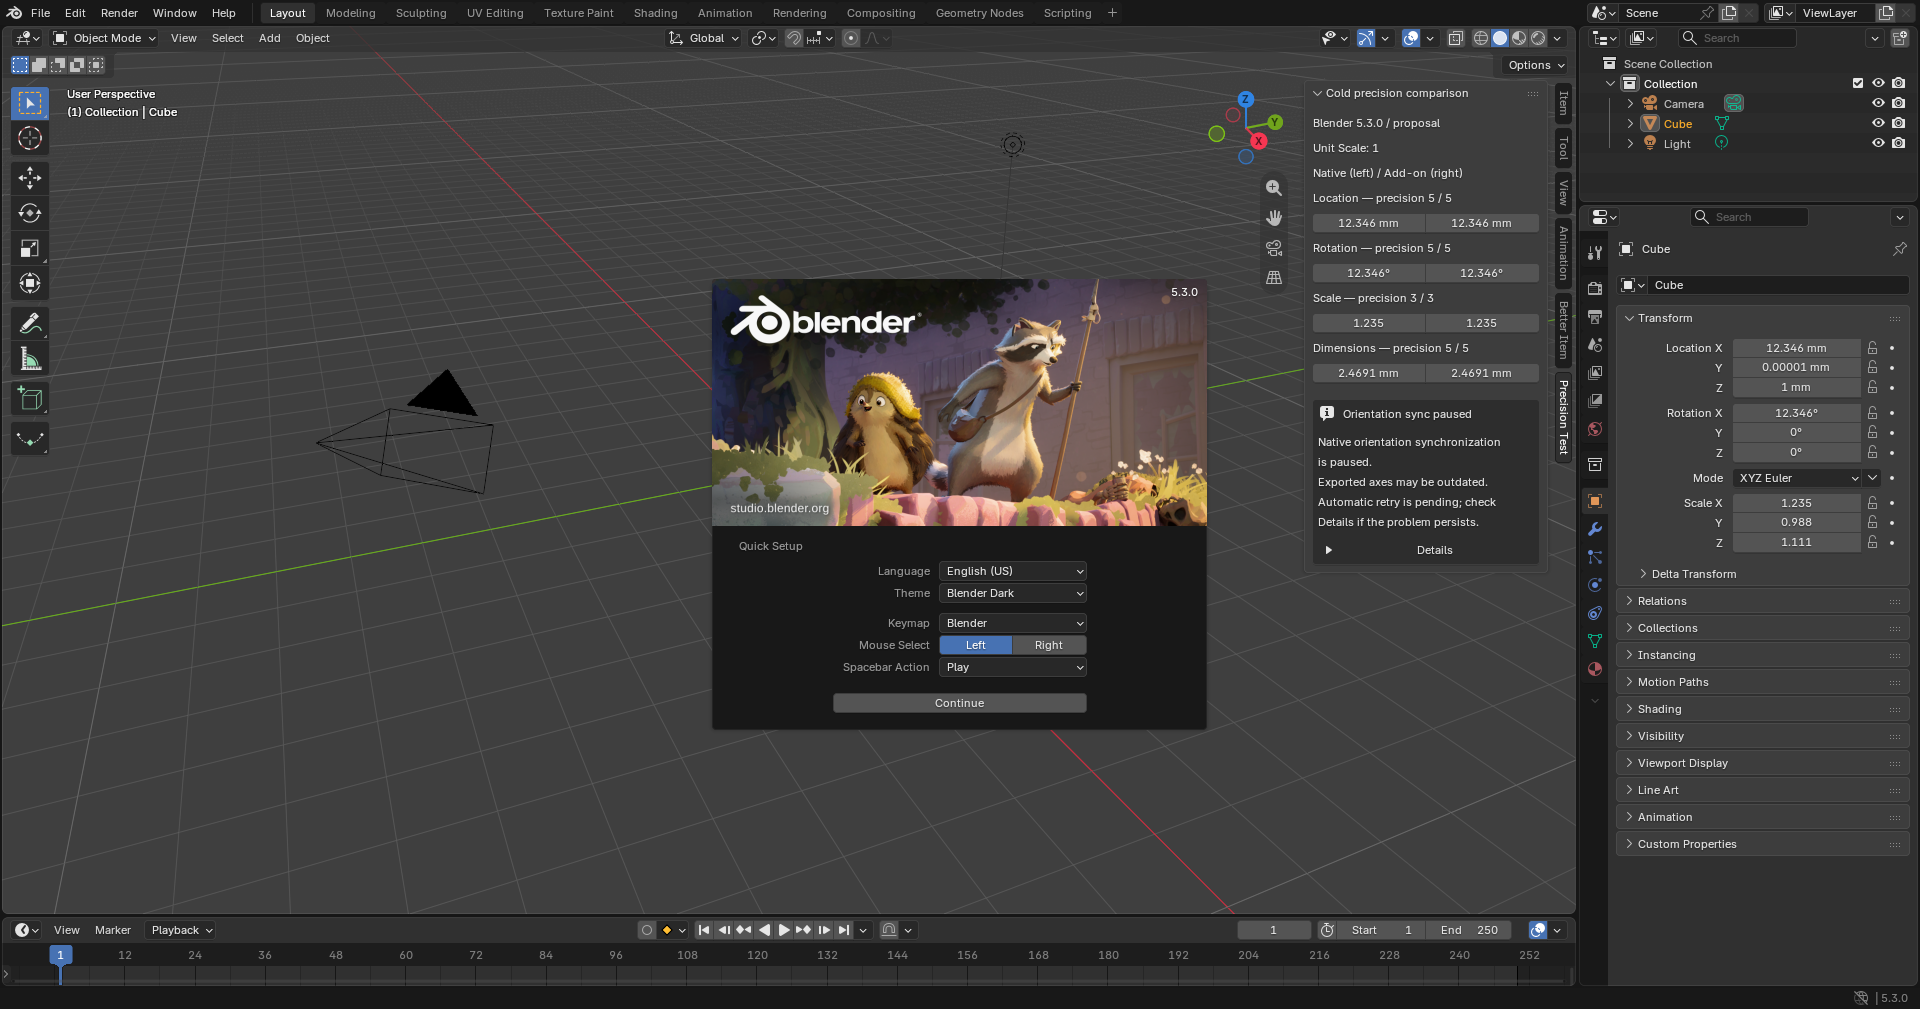 File Edit Render Window Help Layout Modeling Sculpting UV Editing Texture Paint Shading Animation Rendering Compositing Geometry Nodes Scripting + Scene ViewLayer
Object Mode View Select Add Object Global Search
Options
User Perspective
(1) Collection | Cube
Z
Y
X
Cold precision comparison
Blender 5.3.0 / proposal
Unit Scale: 1
Native (left) / Add-on (right)
Location — precision 5 / 5
12.346 mm 12.346 mm
Rotation — precision 5 / 5
12.346° 12.346°
Scale — precision 3 / 3
1.235 1.235
Dimensions — precision 5 / 5
2.4691 mm 2.4691 mm
Orientation sync paused
Native orientation synchronization
is paused.
Exported axes may be outdated.
Automatic retry is pending; check
Details if the problem persists.
Details
Item
Tool
View
Animation
Better Item
Precision Test
5.3.0
blender
studio.blender.org
Quick Setup
Language English (US)
Theme Blender Dark
Keymap Blender
Mouse Select Left Right
Spacebar Action Play
Continue
Scene Collection
Collection
Camera
Cube
Light
Search
Cube
Cube
Transform
Location X 12.346 mm
Y 0.00001 mm
Z 1 mm
Rotation X 12.346°
Y 0°
Z 0°
Mode XYZ Euler
Scale X 1.235
Y 0.988
Z 1.111
Delta Transform
Relations
Collections
Instancing
Motion Paths
Shading
Visibility
Viewport Display
Line Art
Animation
Custom Properties
View Marker Playback 1 Start 1 End 250
1 12 24 36 48 60 72 84 96 108 120 132 144 156 168 180 192 204 216 228 240 252
5.3.0